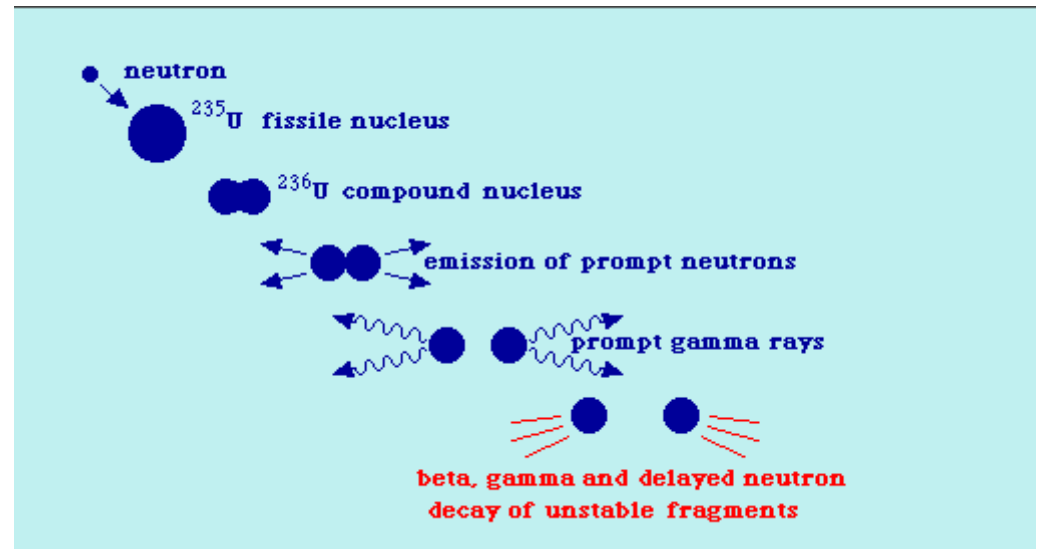 neutron
²³⁵U fissile nucleus
²³⁶U compound nucleus
emission of prompt neutrons
prompt gamma rays
beta, gamma and delayed neutron
decay of unstable fragments